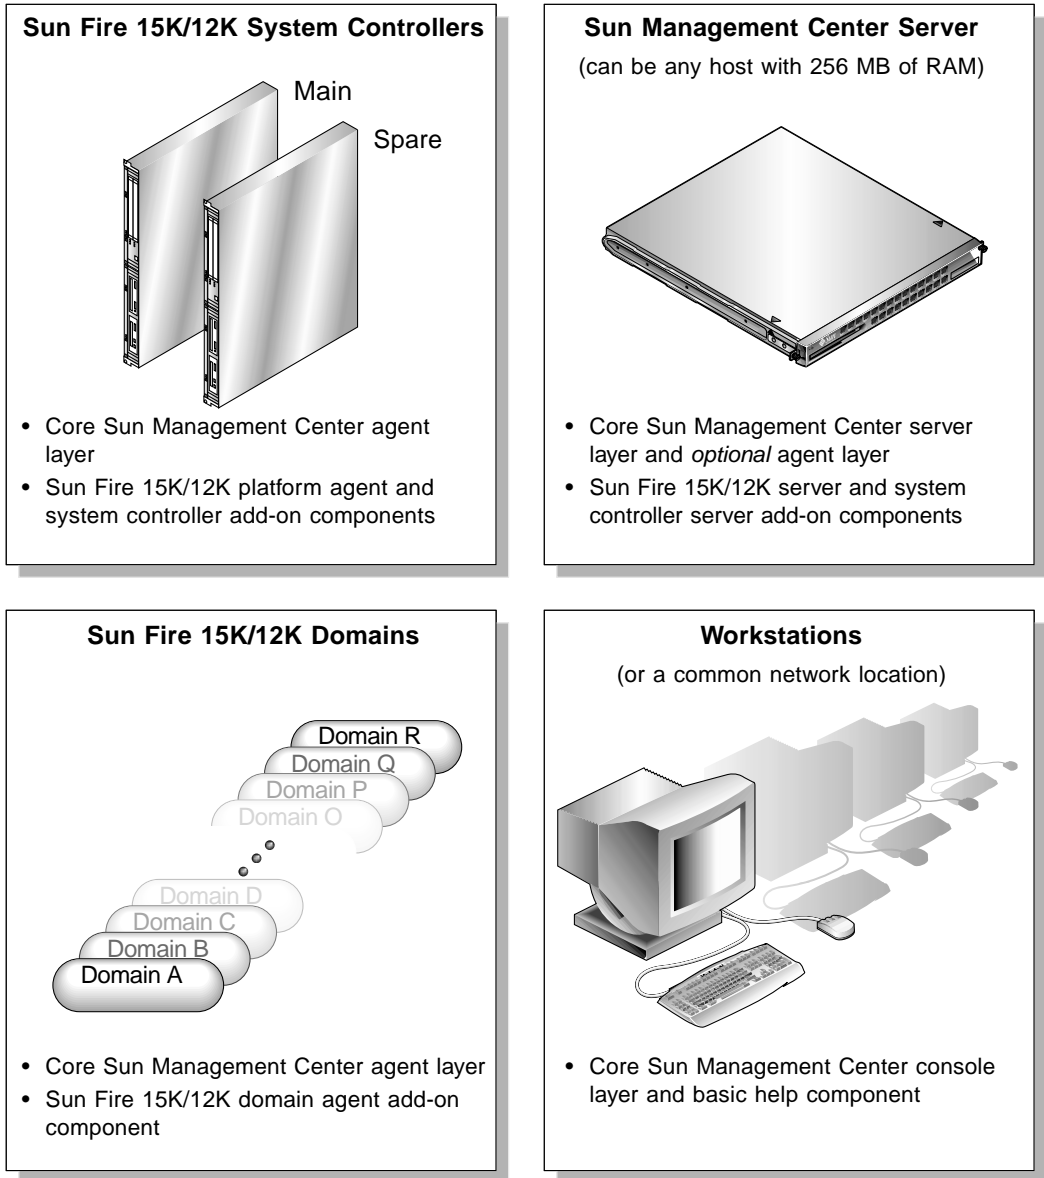 Sun Fire 15K/12K System Controllers
Main
Spare
• Core Sun Management Center agent
layer
• Sun Fire 15K/12K platform agent and
system controller add-on components
Sun Management Center Server
(can be any host with 256 MB of RAM)
• Core Sun Management Center server
layer and optional agent layer
• Sun Fire 15K/12K server and system
controller server add-on components
Sun Fire 15K/12K Domains
Domain R
Domain Q
Domain P
Domain O
Domain D
Domain C
Domain B
Domain A
• Core Sun Management Center agent layer
• Sun Fire 15K/12K domain agent add-on
component
Workstations
(or a common network location)
• Core Sun Management Center console
layer and basic help component